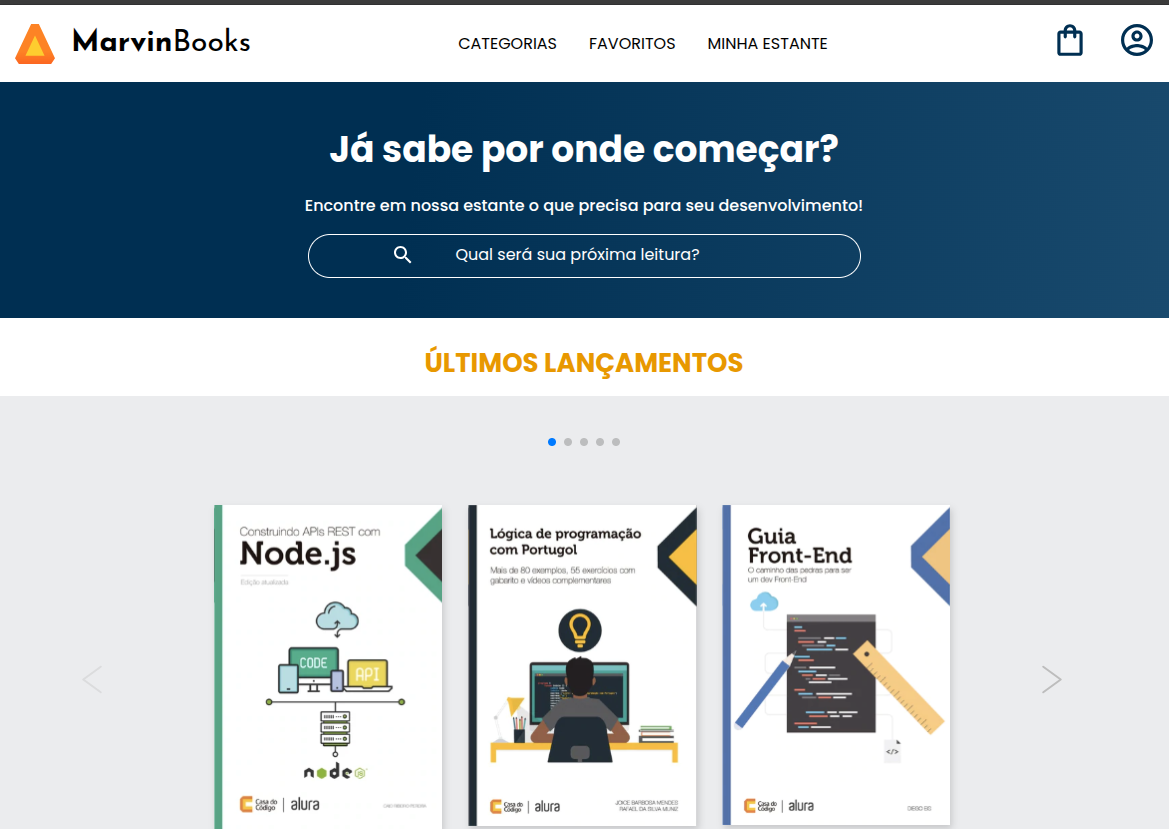 MarvinBooks
CATEGORIAS FAVORITOS MINHA ESTANTE
Já sabe por onde começar?
Encontre em nossa estante o que precisa para seu desenvolvimento!
Qual será sua próxima leitura?
ÚLTIMOS LANÇAMENTOS
Construindo APIs REST com
Node.js
Edição atualizada
CODE
API
node
JS
Casa do
Código
alura
Lógica de programação
com Portugol
Mais de 80 exemplos, 55 exercícios com
gabarito e vídeos complementares
Casa do
Código
alura
JOICE BARBOSA MENDES
RAFAEL DA SILVA MUNIZ
Guia
Front-End
O caminho das pedras para ser
um dev Front-End
</>
Casa do
Código
alura
DIEGO EIS